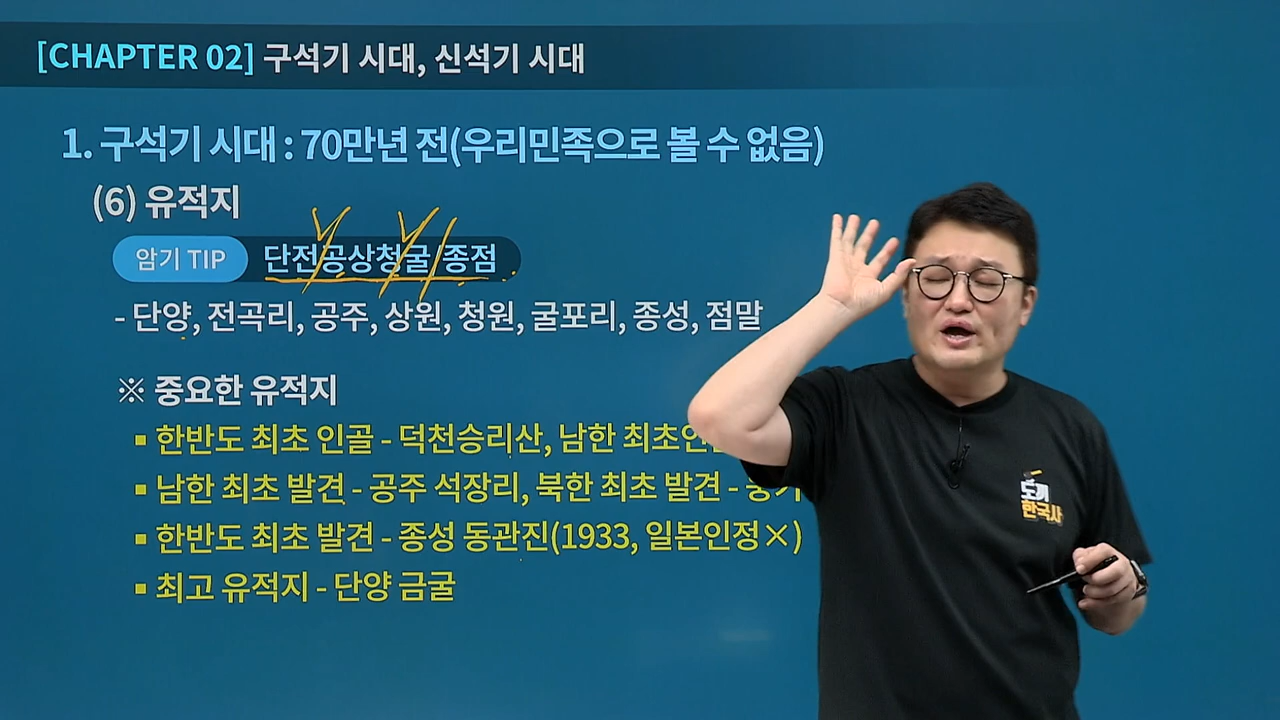 [CHAPTER 02] 구석기 시대, 신석기 시대
1. 구석기 시대 : 70만년 전(우리민족으로 볼 수 없음)
(6) 유적지
암기 TIP 단전공상청굴/종점
- 단양, 전곡리, 공주, 상원, 청원, 굴포리, 종성, 점말
※ 중요한 유적지
▪ 한반도 최초 인골 - 덕천승리산, 남한 최초인
▪ 남한 최초 발견 - 공주 석장리, 북한 최초 발견 -
▪ 한반도 최초 발견 - 종성 동관진(1933, 일본인정×)
▪ 최고 유적지 - 단양 금굴
도끼
한국사